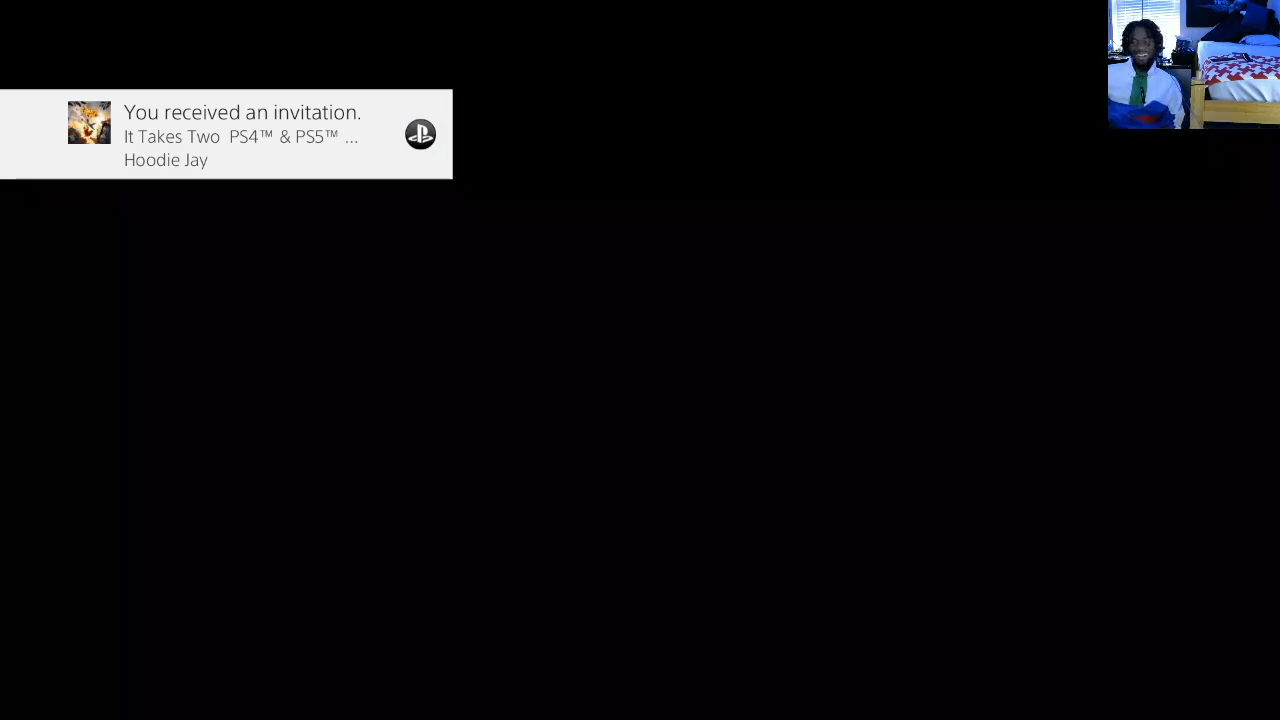 You received an invitation.
It Takes Two PS4™ & PS5™ ...
Hoodie Jay